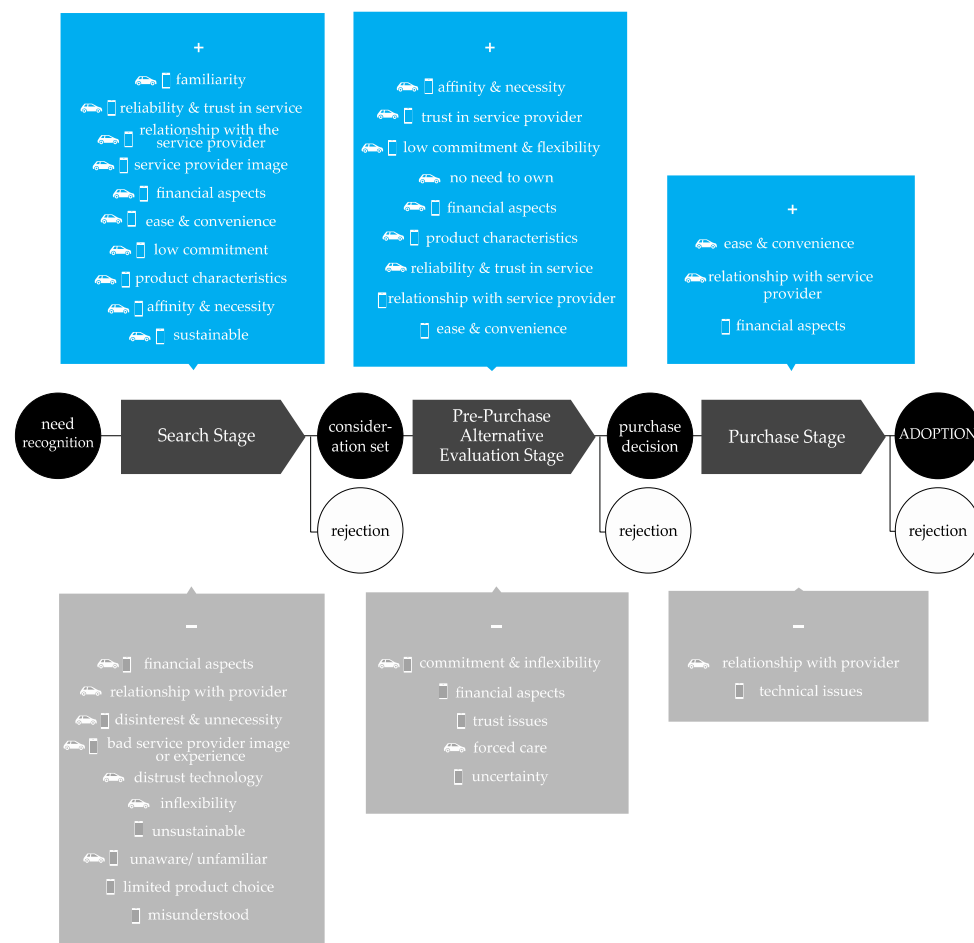 +
familiarity
reliability & trust in service
relationship with the
service provider
service provider image
financial aspects
ease & convenience
low commitment
product characteristics
affinity & necessity
sustainable
+
affinity & necessity
trust in service provider
low commitment & flexibility
no need to own
financial aspects
product characteristics
reliability & trust in service
relationship with service provider
ease & convenience
+
ease & convenience
relationship with service
provider
financial aspects
need
recognition
Search Stage
consider-
ation set
rejection
Pre-Purchase
Alternative
Evaluation Stage
purchase
decision
rejection
Purchase Stage
ADOPTION
rejection
–
financial aspects
relationship with provider
disinterest & unnecessity
bad service provider image
or experience
distrust technology
inflexibility
unsustainable
unaware/ unfamiliar
limited product choice
misunderstood
–
commitment & inflexibility
financial aspects
trust issues
forced care
uncertainty
–
relationship with provider
technical issues